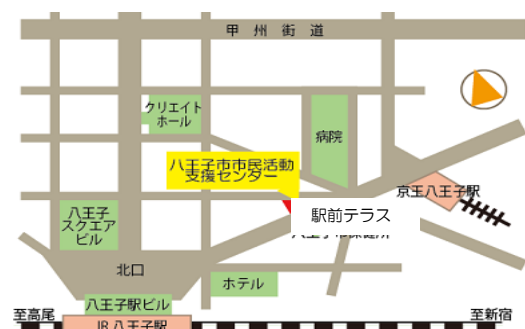 甲州街道
クリエイト
ホール
病院
八王子市市民活動
支援センター
京王八王子駅
八王子
スクエア
ビル
駅前テラス
北口
ホテル
八王子駅ビル
至高尾
至新宿
JR 八王子駅